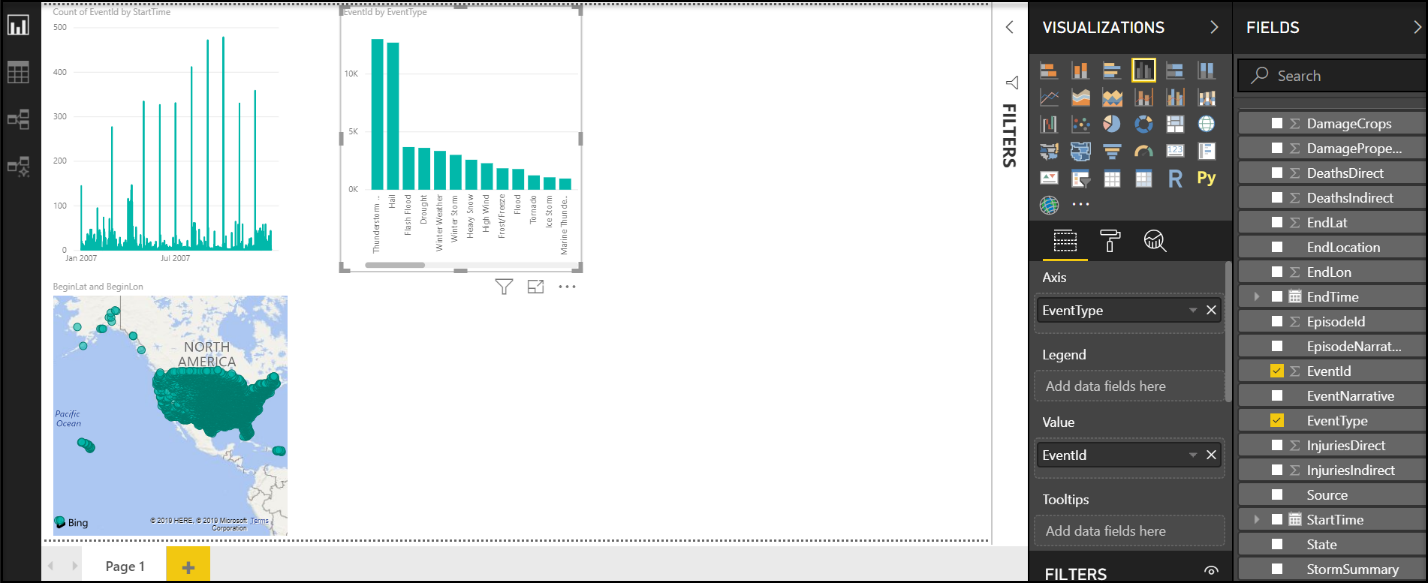 Count of EventId by StartTime
500
400
300
200
100
0
Jan 2007
Jul 2007
EventId by EventType
10K
5K
0K
Thunderstorm ...
Hail
Flash Flood
Drought
Winter Weather
Winter Storm
Heavy Snow
High Wind
Frost/Freeze
Flood
Tornado
Ice Storm
Marine Thunde...
BeginLat and BeginLon
NORTH
AMERICA
Pacific
Ocean
Bing
© 2019 HERE, © 2019 Microsoft Corporation
Terms
Page 1
+
FILTERS
VISUALIZATIONS
123
R
Py
Axis
EventType
Legend
Add data fields here
Value
EventId
Tooltips
Add data fields here
FILTERS
FIELDS
Search
DamageCrops
DamagePrope...
DeathsDirect
DeathsIndirect
EndLat
EndLocation
EndLon
EndTime
EpisodeId
EpisodeNarrat...
EventId
EventNarrative
EventType
InjuriesDirect
InjuriesIndirect
Source
StartTime
State
StormSummary